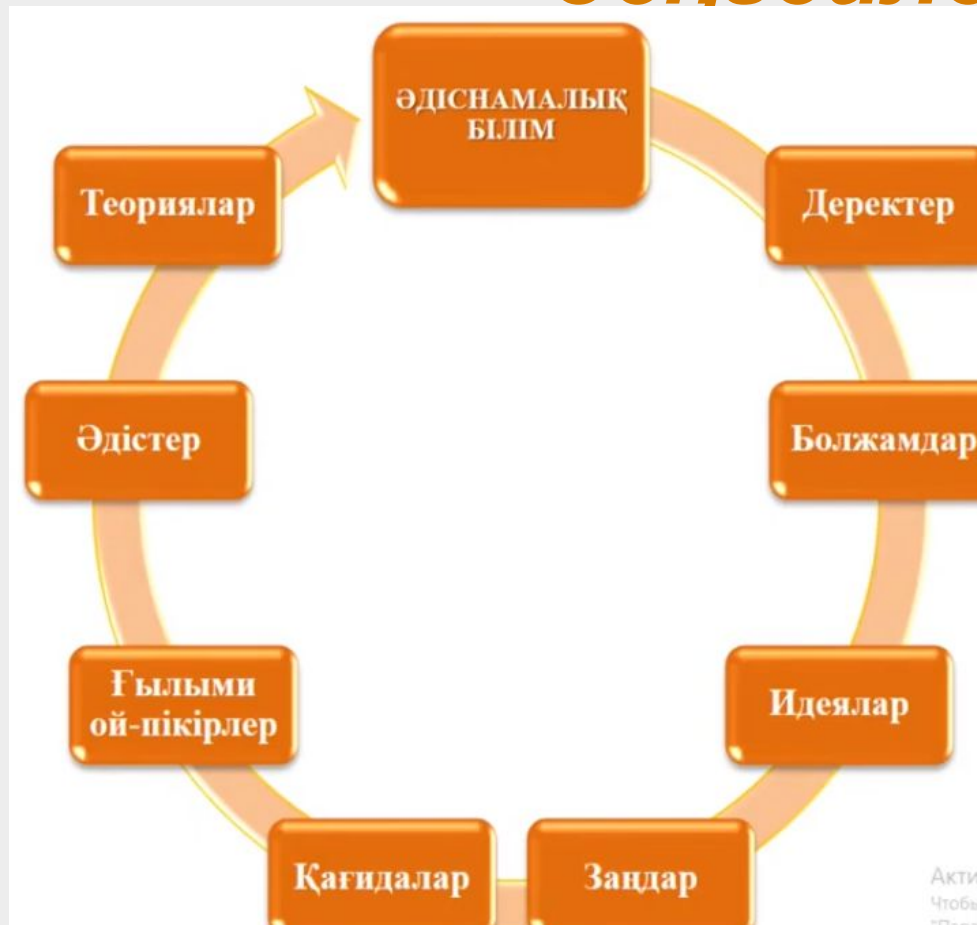 ӘДІСНАМАЛЫҚ
БІЛІМ
Деректер
Болжамдар
Идеялар
Заңдар
Қағидалар
Ғылыми
ой-пікірлер
Әдістер
Теориялар